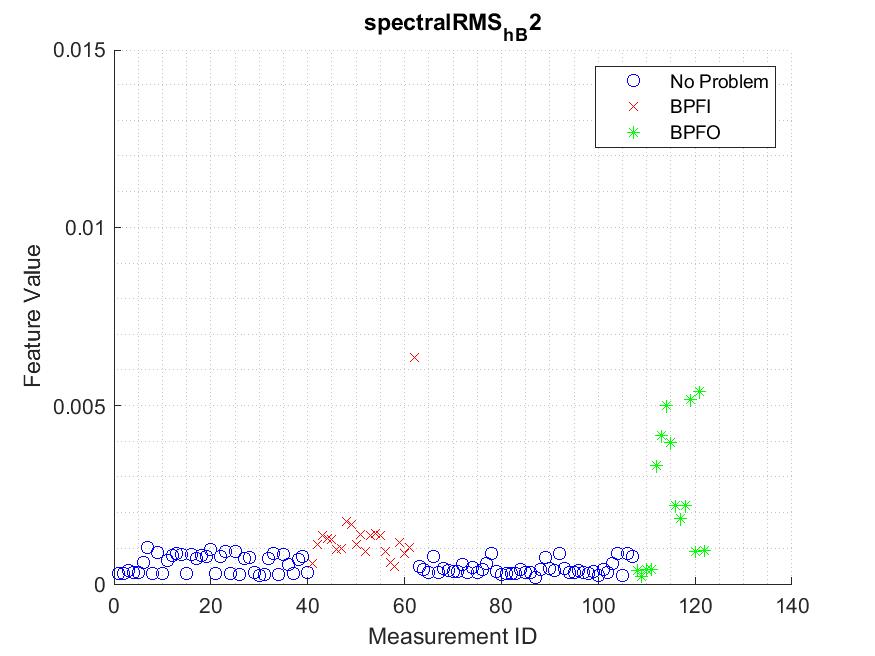 spectralRMS_hB2
0.015
No Problem
BPFI
BPFO
0.01
Feature Value
0.005
0
0 20 40 60 80 100 120 140
Measurement ID